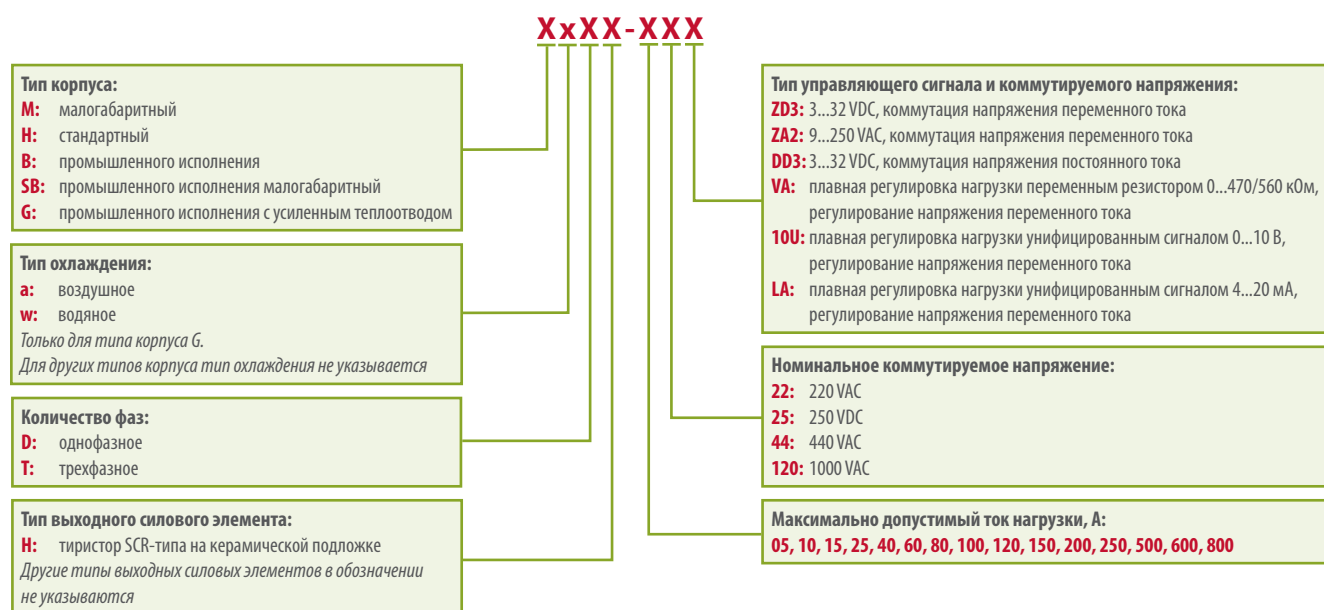 XxXX-XXX
Тип корпуса:
M: малогабаритный
H: стандартный
B: промышленного исполнения
SB: промышленного исполнения малогабаритный
G: промышленного исполнения с усиленным теплоотводом
Тип охлаждения:
a: воздушное
w: водяное
Только для типа корпуса G.
Для других типов корпуса тип охлаждения не указывается
Количество фаз:
D: однофазное
T: трехфазное
Тип выходного силового элемента:
H: тиристор SCR-типа на керамической подложке
Другие типы выходных силовых элементов в обозначении
не указываются
Тип управляющего сигнала и коммутируемого напряжения:
ZD3: 3...32 VDC, коммутация напряжения переменного тока
ZA2: 9...250 VAC, коммутация напряжения переменного тока
DD3: 3...32 VDC, коммутация напряжения постоянного тока
VA: плавная регулировка нагрузки переменным резистором 0...470/560 кОм,
регулирование напряжения переменного тока
10U: плавная регулировка нагрузки унифицированным сигналом 0...10 В,
регулирование напряжения переменного тока
LA: плавная регулировка нагрузки унифицированным сигналом 4...20 мА,
регулирование напряжения переменного тока
Номинальное коммутируемое напряжение:
22: 220 VAC
25: 250 VDC
44: 440 VAC
120: 1000 VAC
Максимально допустимый ток нагрузки, А:
05, 10, 15, 25, 40, 60, 80, 100, 120, 150, 200, 250, 500, 600, 800